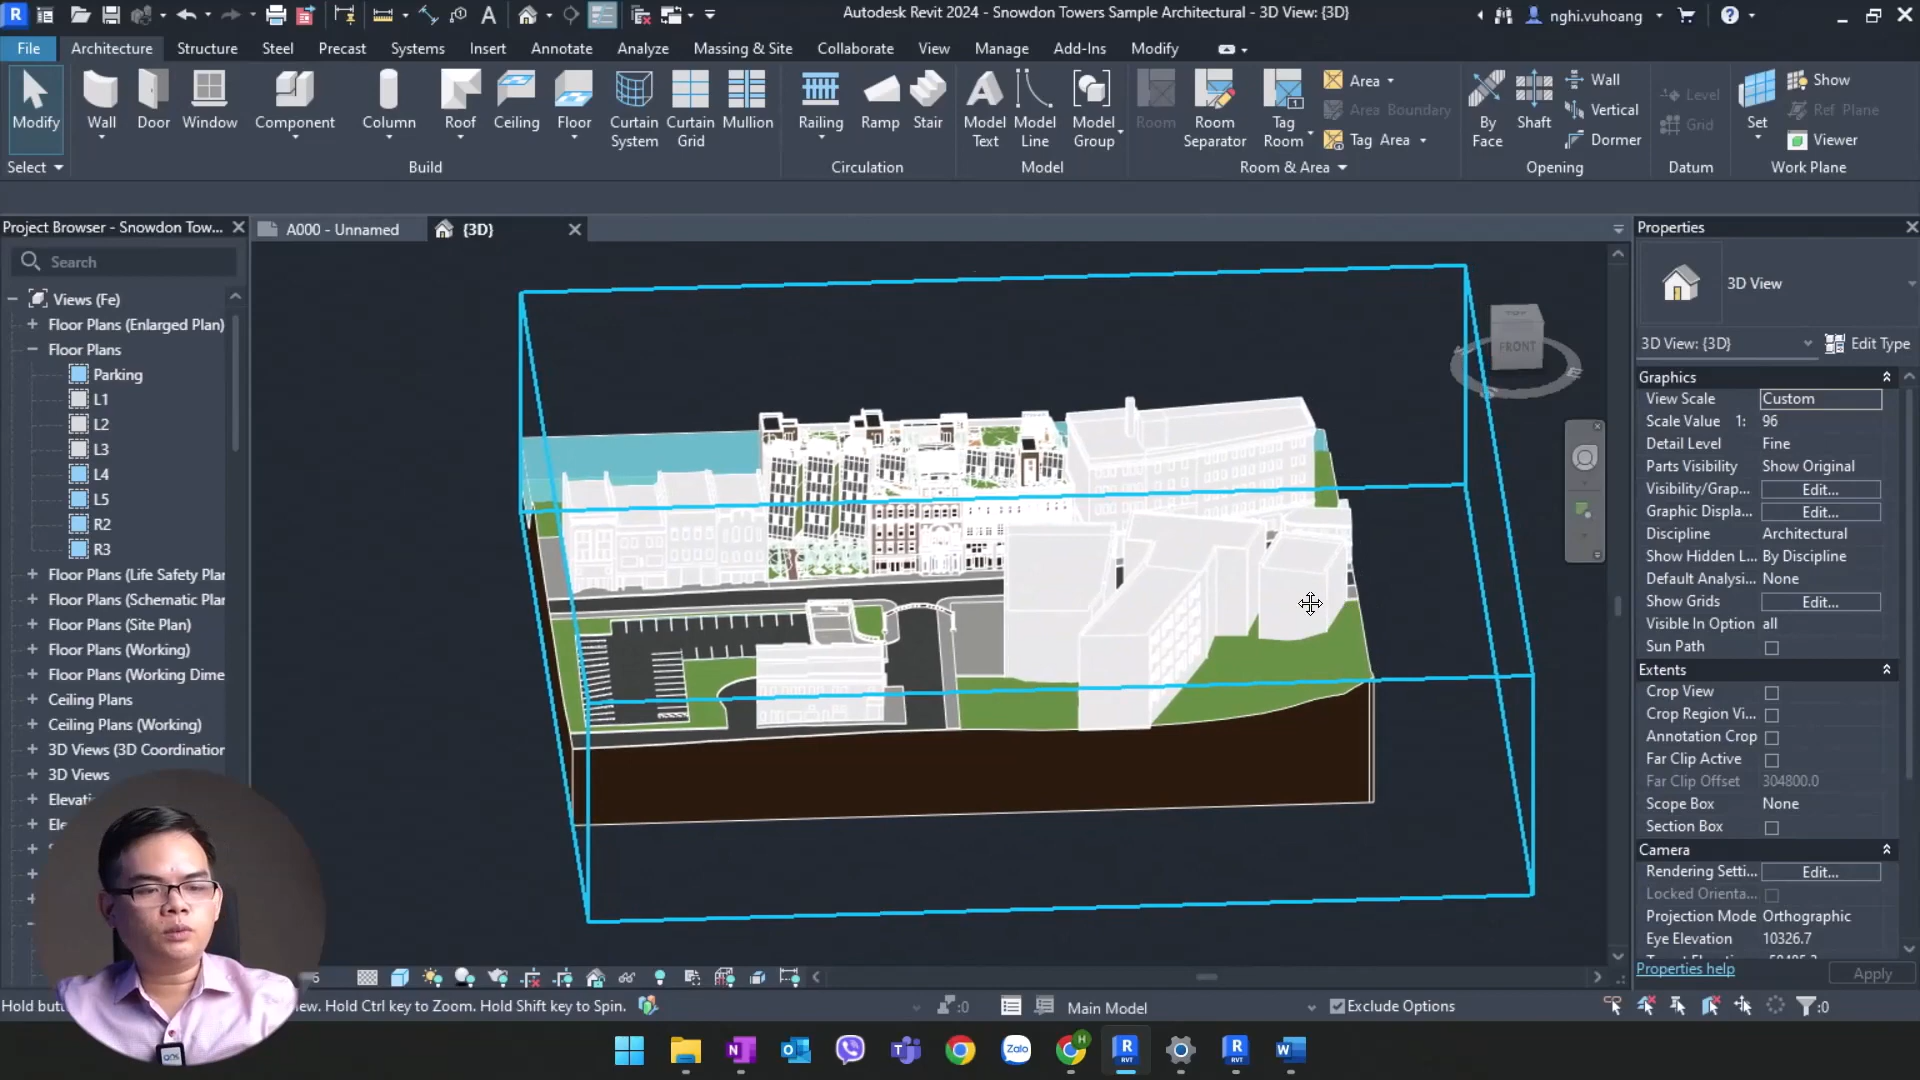 Autodesk Revit 2024 - Snowdon Towers Sample Architectural - 3D View: {3D}
nghi.vuhoang
File
Architecture
Structure
Steel
Precast
Systems
Insert
Annotate
Analyze
Massing & Site
Collaborate
View
Manage
Add-Ins
Modify
Modify
Wall
Door
Window
Component
Column
Roof
Ceiling
Floor
Curtain System
Curtain Grid
Mullion
Railing
Ramp
Stair
Model Text
Model Line
Model Group
Room
Room Separator
Tag Room
Area
Area Boundary
Tag Area
By Face
Shaft
Wall
Vertical
Dormer
Level
Grid
Set
Show
Ref Plane
Viewer
Select
Build
Circulation
Model
Room & Area
Opening
Datum
Work Plane
Project Browser - Snowdon Tow...
Search
Views (Fe)
Floor Plans (Enlarged Plan)
Floor Plans
Parking
L1
L2
L3
L4
L5
R2
R3
Floor Plans (Life Safety Plar
Floor Plans (Schematic Plar
Floor Plans (Site Plan)
Floor Plans (Working)
Floor Plans (Working Dime
Ceiling Plans
Ceiling Plans (Working)
3D Views (3D Coordination
3D Views
A000 - Unnamed
{3D}
FRONT
Properties
3D View
3D View: {3D}
Edit Type
Graphics
View Scale Custom
Scale Value 1: 96
Detail Level Fine
Parts Visibility Show Original
Visibility/Grap... Edit...
Graphic Displa... Edit...
Discipline Architectural
Show Hidden L... By Discipline
Default Analysi... None
Show Grids Edit...
Visible In Option all
Sun Path
Extents
Crop View
Crop Region Vi...
Annotation Crop
Far Clip Active
Far Clip Offset 304800.0
Scope Box None
Section Box
Camera
Rendering Setti... Edit...
Locked Orienta...
Projection Mode Orthographic
Eye Elevation 10326.7
Properties help
Apply
iew. Hold Ctrl key to Zoom. Hold Shift key to Spin.
:0
Main Model
Exclude Options
:0
Zalo